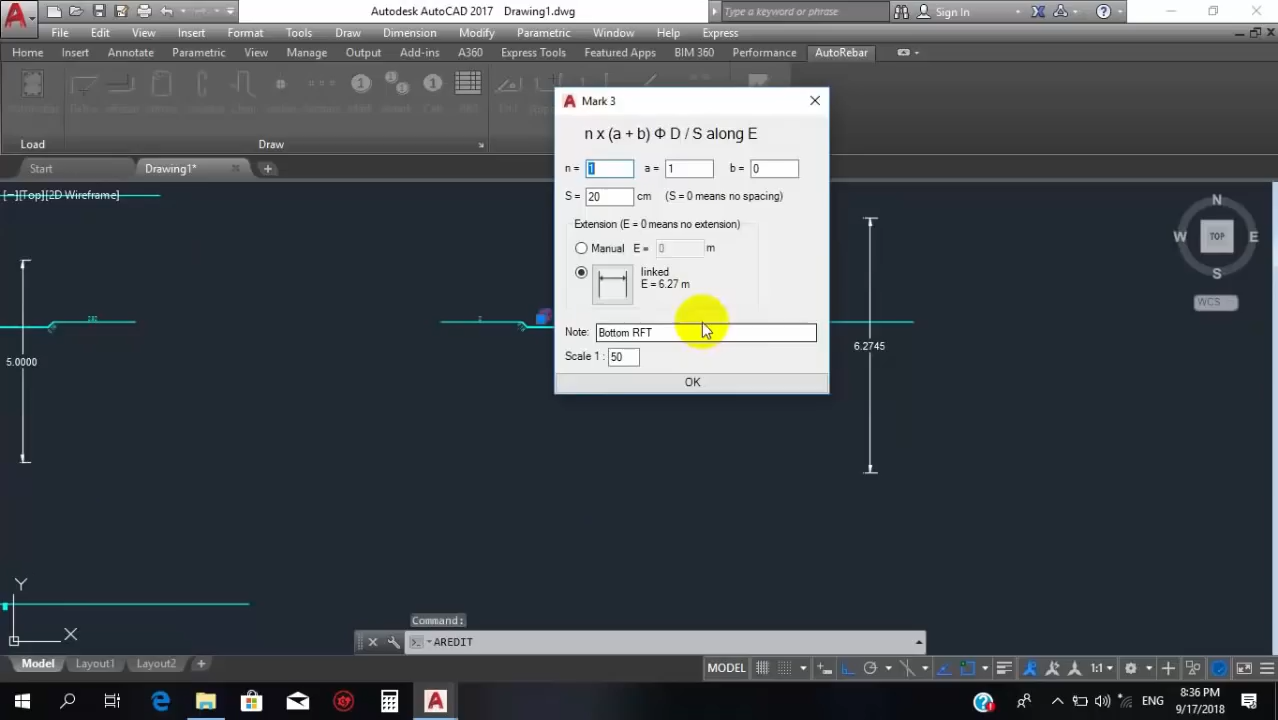 Autodesk AutoCAD 2017 Drawing1.dwg
Type a keyword or phrase
Sign In
File Edit View Insert Format Tools Draw Dimension Modify Parametric Window Help Express
Home Insert Annotate Parametric View Manage Output Add-ins A360 Express Tools Featured Apps BIM 360 Performance AutoRebar
Load
Draw
Start
Drawing1*
[−][Top][2D Wireframe]
Mark 3
n x (a + b) Φ D / S along E
n = 1 a = 1 b = 0
S = 20 cm (S = 0 means no spacing)
Extension (E = 0 means no extension)
Manual E = 0 m
linked
E = 6.27 m
Note: Bottom RFT
Scale 1 : 50
OK
N
W TOP E
S
WCS
5.0000
6.2745
Y
X
Command:
AREDIT
Model Layout1 Layout2
MODEL
1:1
ENG
8:36 PM
9/17/2018